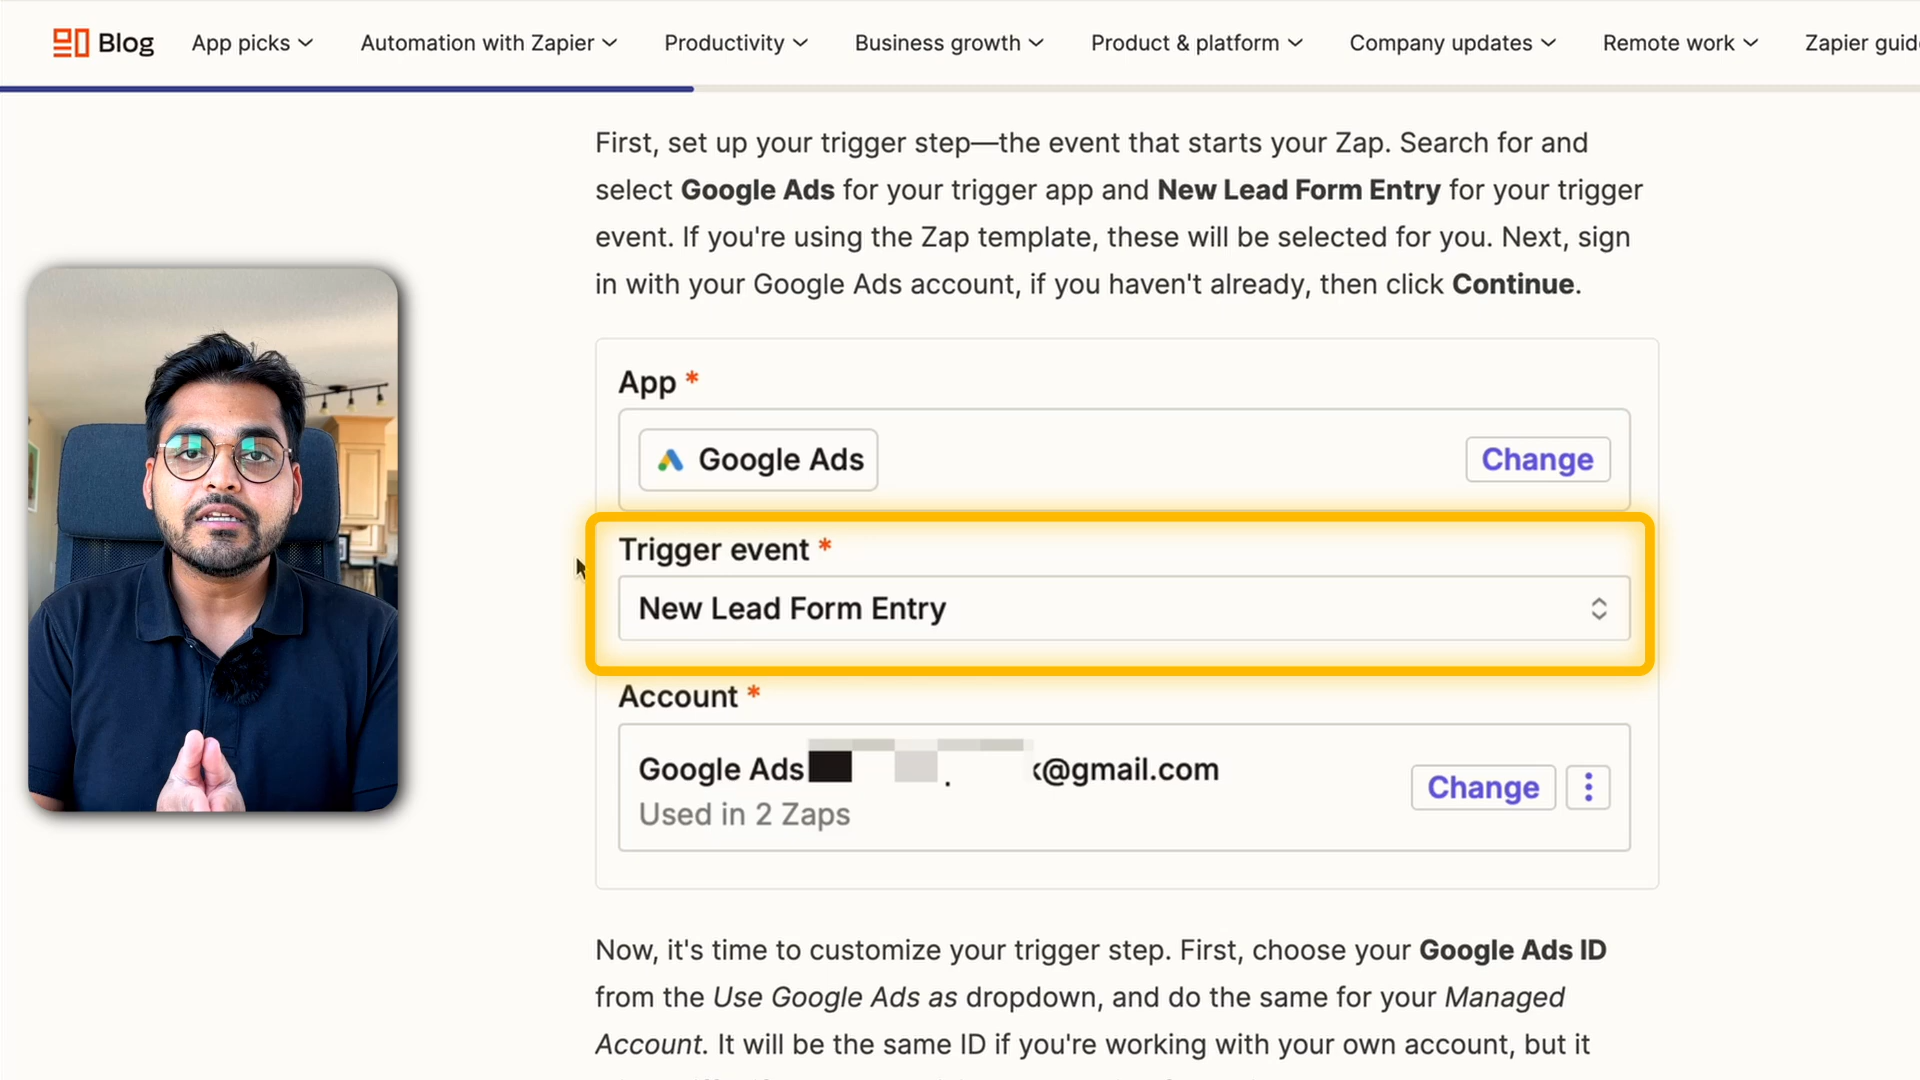 Blog App picks Automation with Zapier Productivity Business growth Product & platform Company updates Remote work Zapier
First, set up your trigger step—the event that starts your Zap. Search for and
select Google Ads for your trigger app and New Lead Form Entry for your trigger
event. If you're using the Zap template, these will be selected for you. Next, sign
in with your Google Ads account, if you haven't already, then click Continue.
App *
Google Ads Change
Trigger event *
New Lead Form Entry
Account *
Google Ads k@gmail.com
Used in 2 Zaps
Change
Now, it's time to customize your trigger step. First, choose your Google Ads ID
from the Use Google Ads as dropdown, and do the same for your Managed
Account. It will be the same ID if you're working with your own account, but it